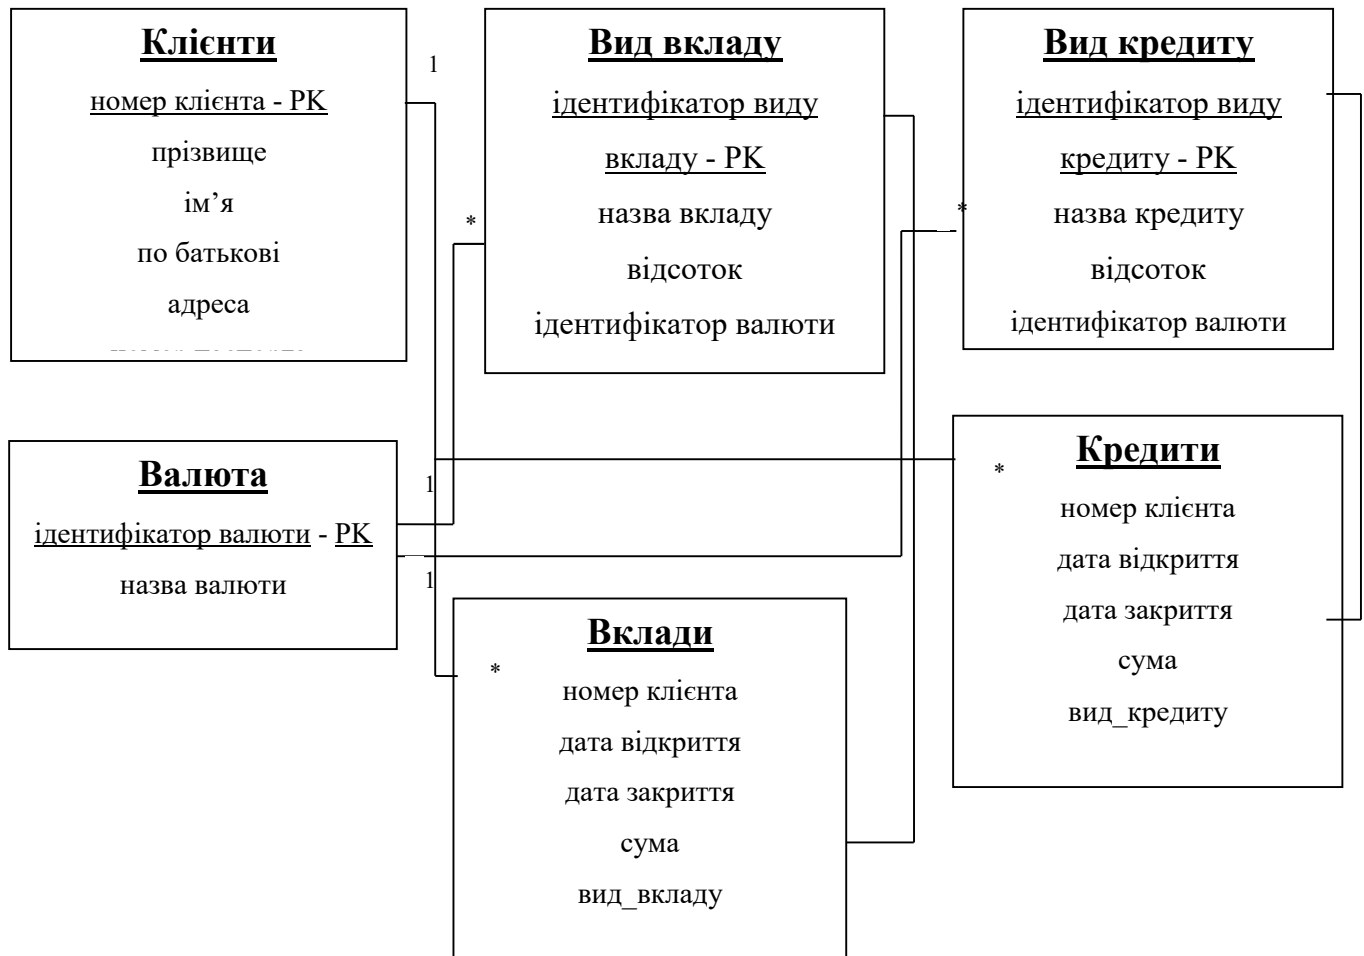 Клієнти
номер клієнта - PK
прізвище
ім’я
по батькові
адреса
1
*
Вид вкладу
ідентифікатор виду
вкладу - PK
назва вкладу
відсоток
ідентифікатор валюти
*
Вид кредиту
ідентифікатор виду
кредиту - PK
назва кредиту
відсоток
ідентифікатор валюти
Валюта
ідентифікатор валюти - PK
назва валюти
1
1
*
Вклади
номер клієнта
дата відкриття
дата закриття
сума
вид_вкладу
*
Кредити
номер клієнта
дата відкриття
дата закриття
сума
вид_кредиту